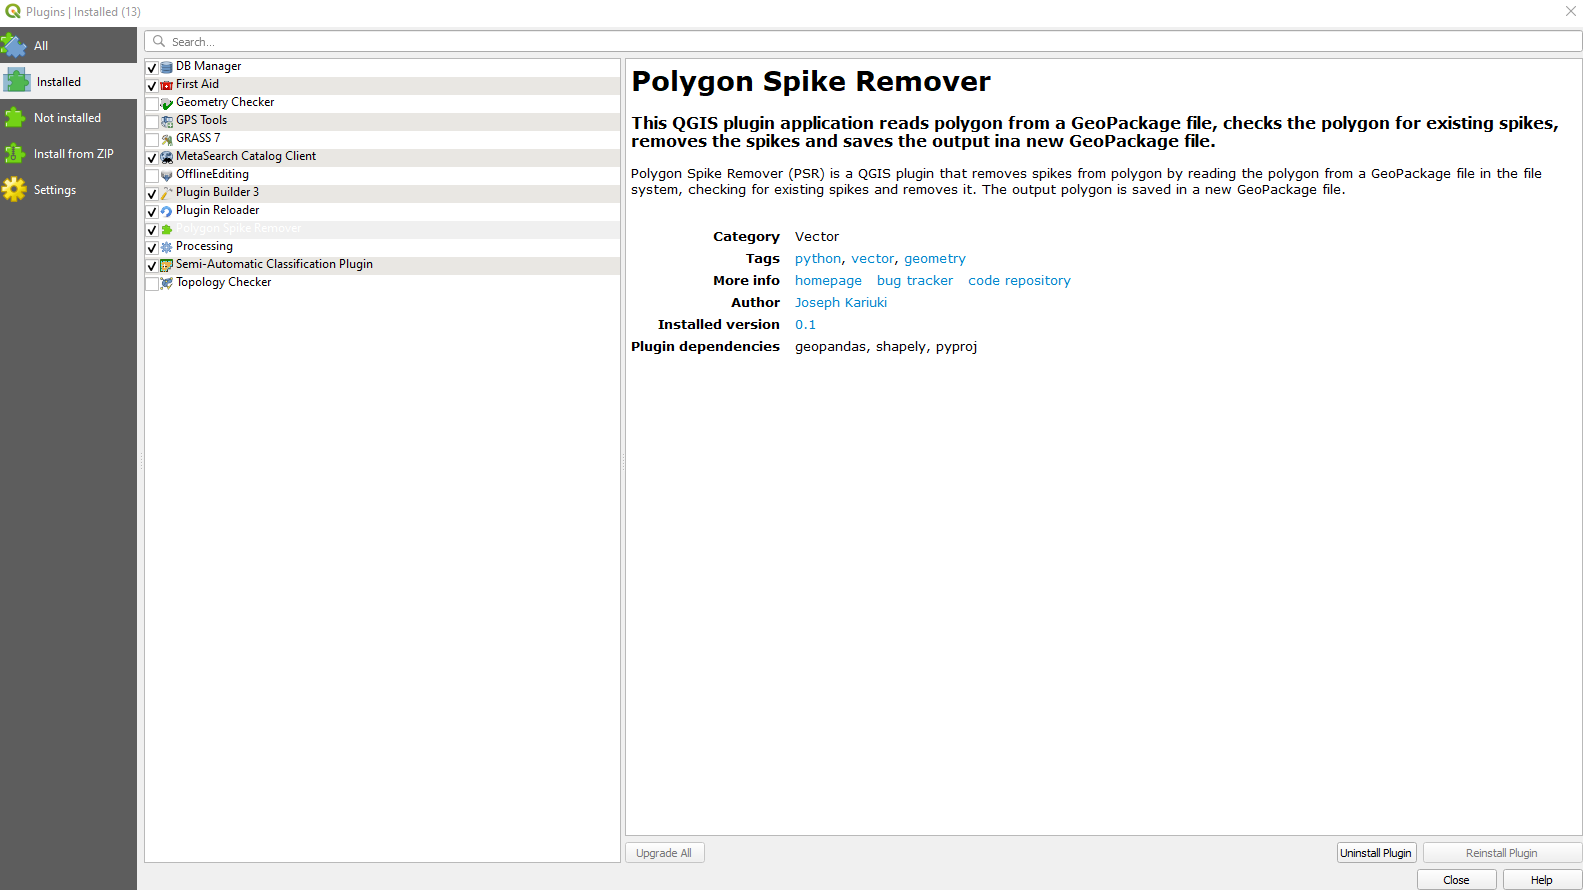 Plugins | Installed (13)
All
Installed
Not installed
Install from ZIP
Settings
Search...
DB Manager
First Aid
Geometry Checker
GPS Tools
GRASS 7
MetaSearch Catalog Client
OfflineEditing
Plugin Builder 3
Plugin Reloader
Polygon Spike Remover
Processing
Semi-Automatic Classification Plugin
Topology Checker
Polygon Spike Remover
This QGIS plugin application reads polygon from a GeoPackage file, checks the polygon for existing spikes,
removes the spikes and saves the output ina new GeoPackage file.
Polygon Spike Remover (PSR) is a QGIS plugin that removes spikes from polygon by reading the polygon from a GeoPackage file in the file
system, checking for existing spikes and removes it. The output polygon is saved in a new GeoPackage file.
Category Vector
Tags python, vector, geometry
More info homepage bug tracker code repository
Author Joseph Kariuki
Installed version 0.1
Plugin dependencies geopandas, shapely, pyproj
Upgrade All
Uninstall Plugin
Reinstall Plugin
Close
Help